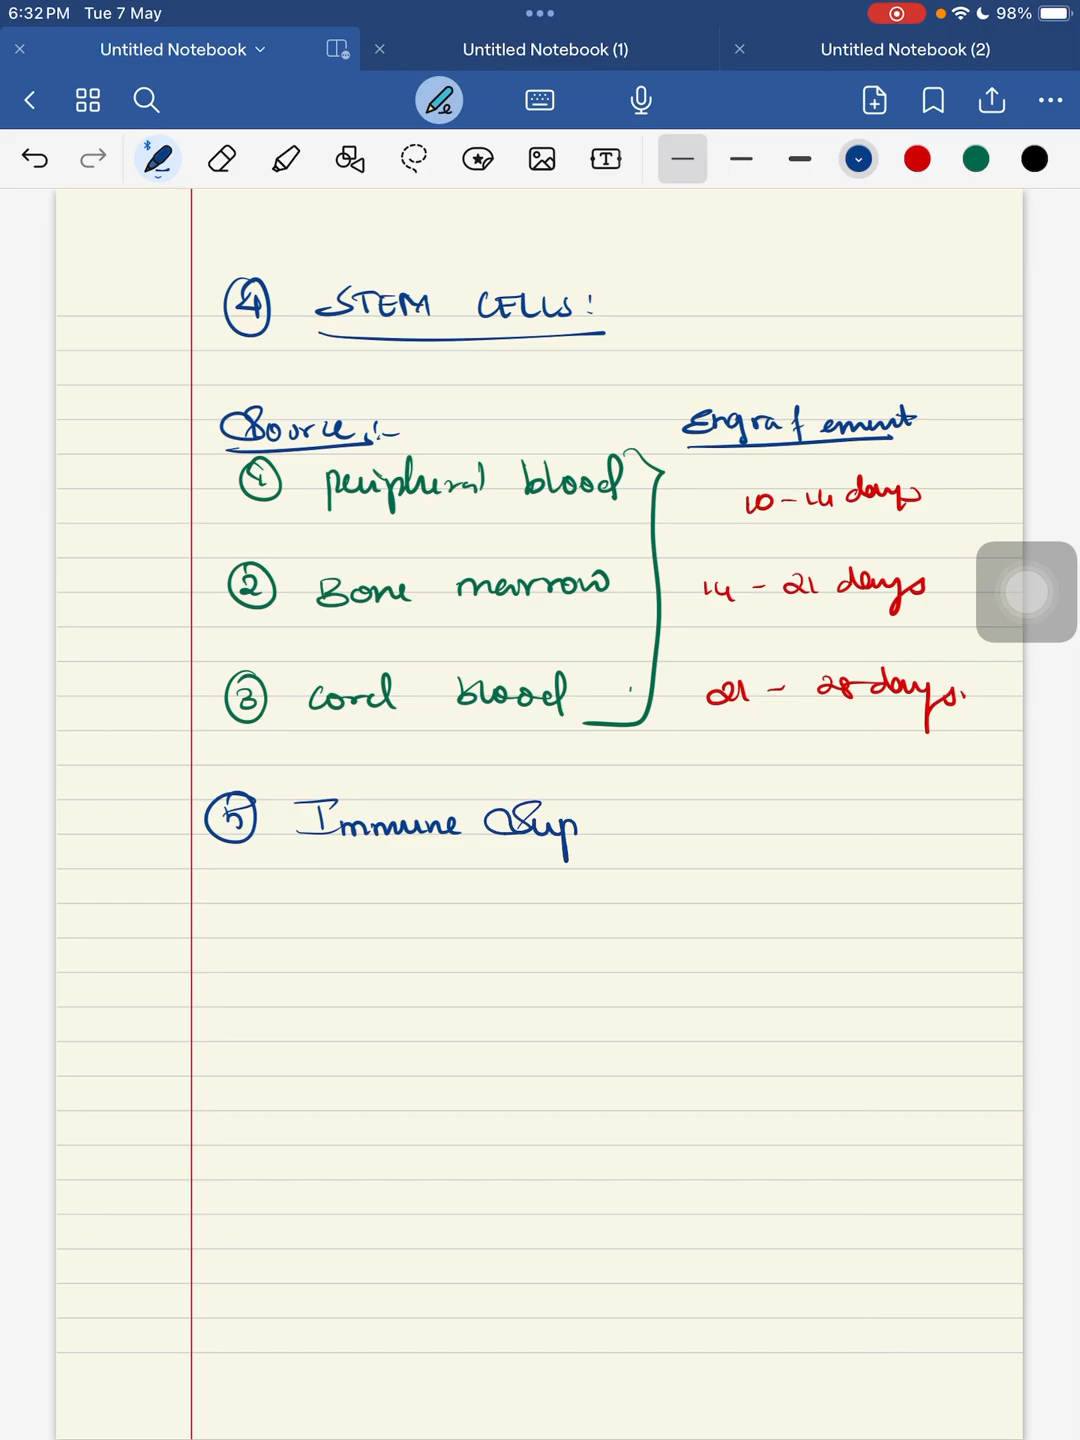 6:32 PM Tue 7 May 98%
Untitled Notebook Untitled Notebook (1) Untitled Notebook (2)
④ STEM CELLS:
Source:- Engrafement
① peripheral blood 10-14 days
② Bone marrow 14 - 21 days
③ cord blood 21 - 28 days.
⑤ Immune Sup